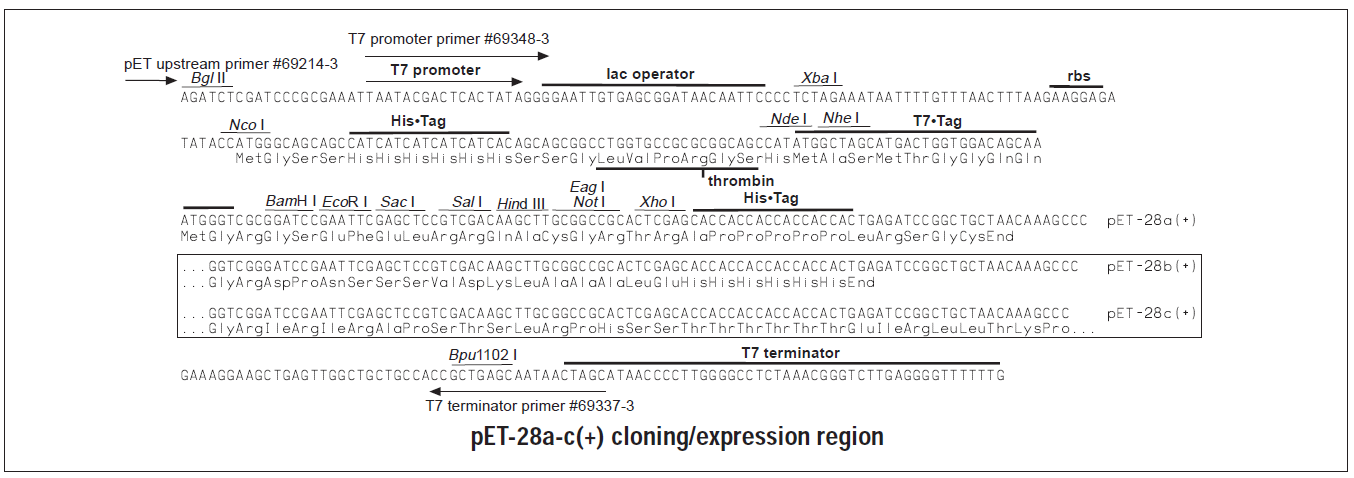 T7 promoter primer #69348-3
pET upstream primer #69214-3
Bgl II T7 promoter lac operator Xba I rbs
AGATCTCGATCCCGCGAAATTAATACGACTCACTATAGGGGAATTGTGAGCGGATAACAATTCCCCTCTAGAAATAATTTTGTTTAACTTTAAGAAGGAGA
Nco I His•Tag Nde I Nhe I T7•Tag
TATACCATGGGCAGCAGCCATCATCATCATCATCACAGCAGCGGCCTGGTGCCGCGCGGCAGCCATATGGCTAGCATGACTGGTGGACAGCAA
MetGlySerSerHisHisHisHisHisHisSerSerGlyLeuValProArgGlySerHisMetAlaSerMetThrGlyGlyGlnGln
thrombin
BamH I EcoR I Sac I Sal I Hind III Eag I Not I Xho I His•Tag
ATGGGTCGCGGATCCGAATTCGAGCTCCGTCGACAAGCTTGCGGCCGCACTCGAGCACCACCACCACCACCACTGAGATCCGGCTGCTAACAAAGCCC pET-28a(+)
MetGlyArgGlySerGluPheGluLeuArgArgGlnAlaCysGlyArgThrArgAlaProProProProProLeuArgSerGlyCysEnd
...GGTCGGGATCCGAATTCGAGCTCCGTCGACAAGCTTGCGGCCGCACTCGAGCACCACCACCACCACCACTGAGATCCGGCTGCTAACAAAGCCC pET-28b(+)
...GlyArgAspProAsnSerSerSerValAspLysLeuAlaAlaAlaLeuGluHisHisHisHisHisHisEnd
...GGTCGGATCCGAATTCGAGCTCCGTCGACAAGCTTGCGGCCGCACTCGAGCACCACCACCACCACCACTGAGATCCGGCTGCTAACAAAGCCC pET-28c(+)
...GlyArgIleArgIleArgAlaProSerThrSerLeuArgProHisSerSerThrThrThrThrThrThrGluIleArgLeuLeuThrLysPro...
Bpu1102 I T7 terminator
GAAAGGAAGCTGAGTTGGCTGCTGCCACCGCTGAGCAATAACTAGCATAACCCCTTGGGGCCTCTAAACGGGTCTTGAGGGGTTTTTTG
T7 terminator primer #69337-3
pET-28a-c(+) cloning/expression region